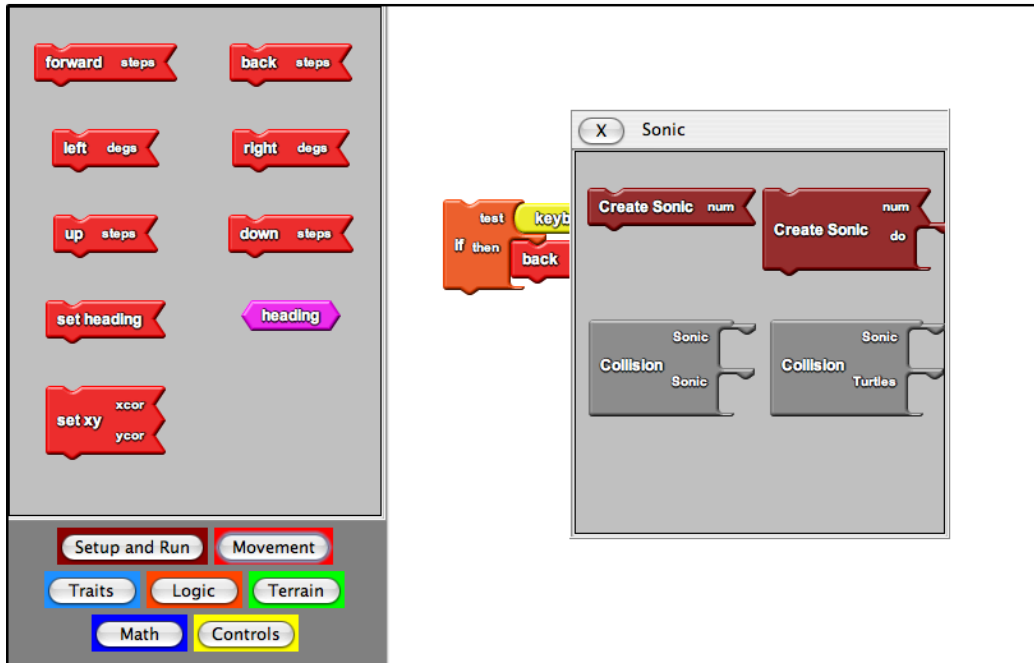 forward steps
back steps
left degs
right degs
up steps
down steps
set heading
heading
set xy xcor
ycor
Setup and Run
Movement
Traits
Logic
Terrain
Math
Controls
test
If then
keyb
back
X Sonic
Create Sonic num
Create Sonic num
do
Collision Sonic
Sonic
Collision Sonic
Turtles